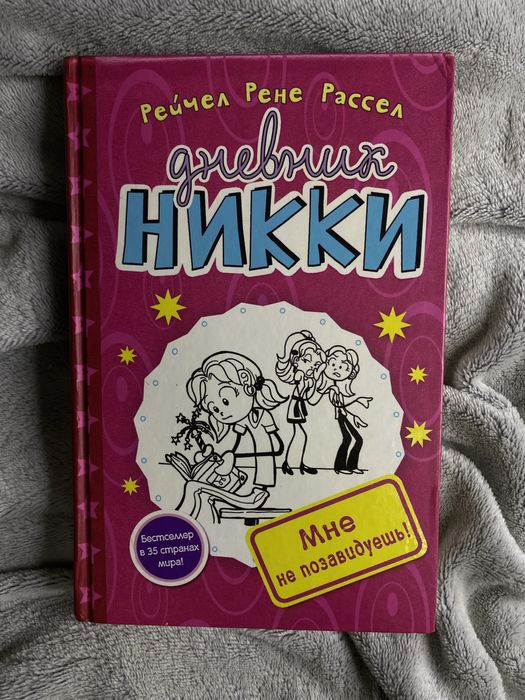 Рейчел Рене Рассел
дневник
НИККИ
Бестселлер
в 35 странах
мира!
Мне
не позавидуешь!